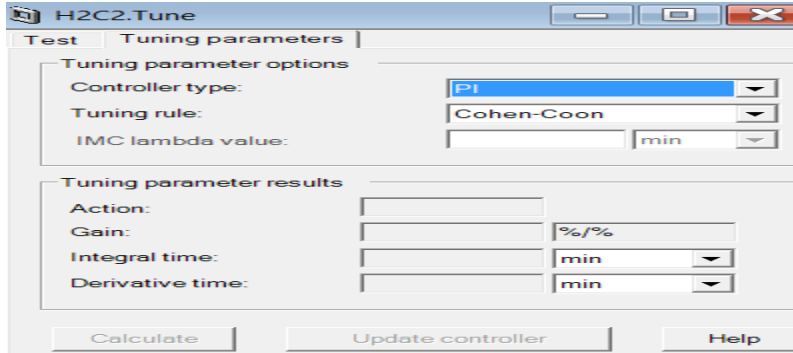 H2C2.Tune
Test Tuning parameters
Tuning parameter options
Controller type: PI
Tuning rule: Cohen-Coon
IMC lambda value: min
Tuning parameter results
Action:
Gain: %/%
Integral time: min
Derivative time: min
Calculate Update controller Help